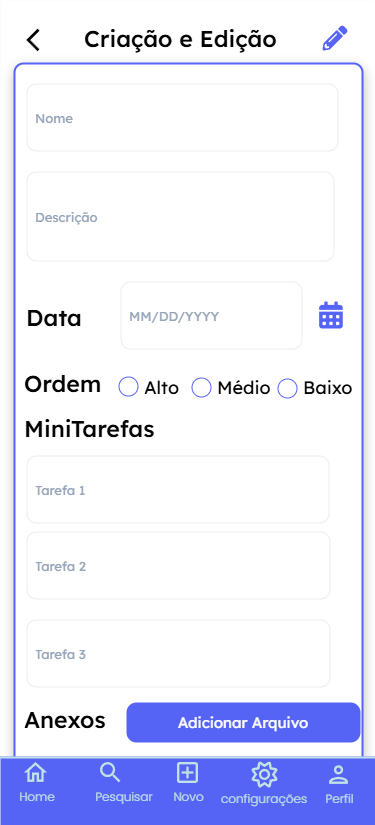 Criação e Edição
Nome
Descrição
Data
MM/DD/YYYY
Ordem
Alto
Médio
Baixo
MiniTarefas
Tarefa 1
Tarefa 2
Tarefa 3
Anexos
Adicionar Arquivo
Home
Pesquisar
Novo
configurações
Perfil